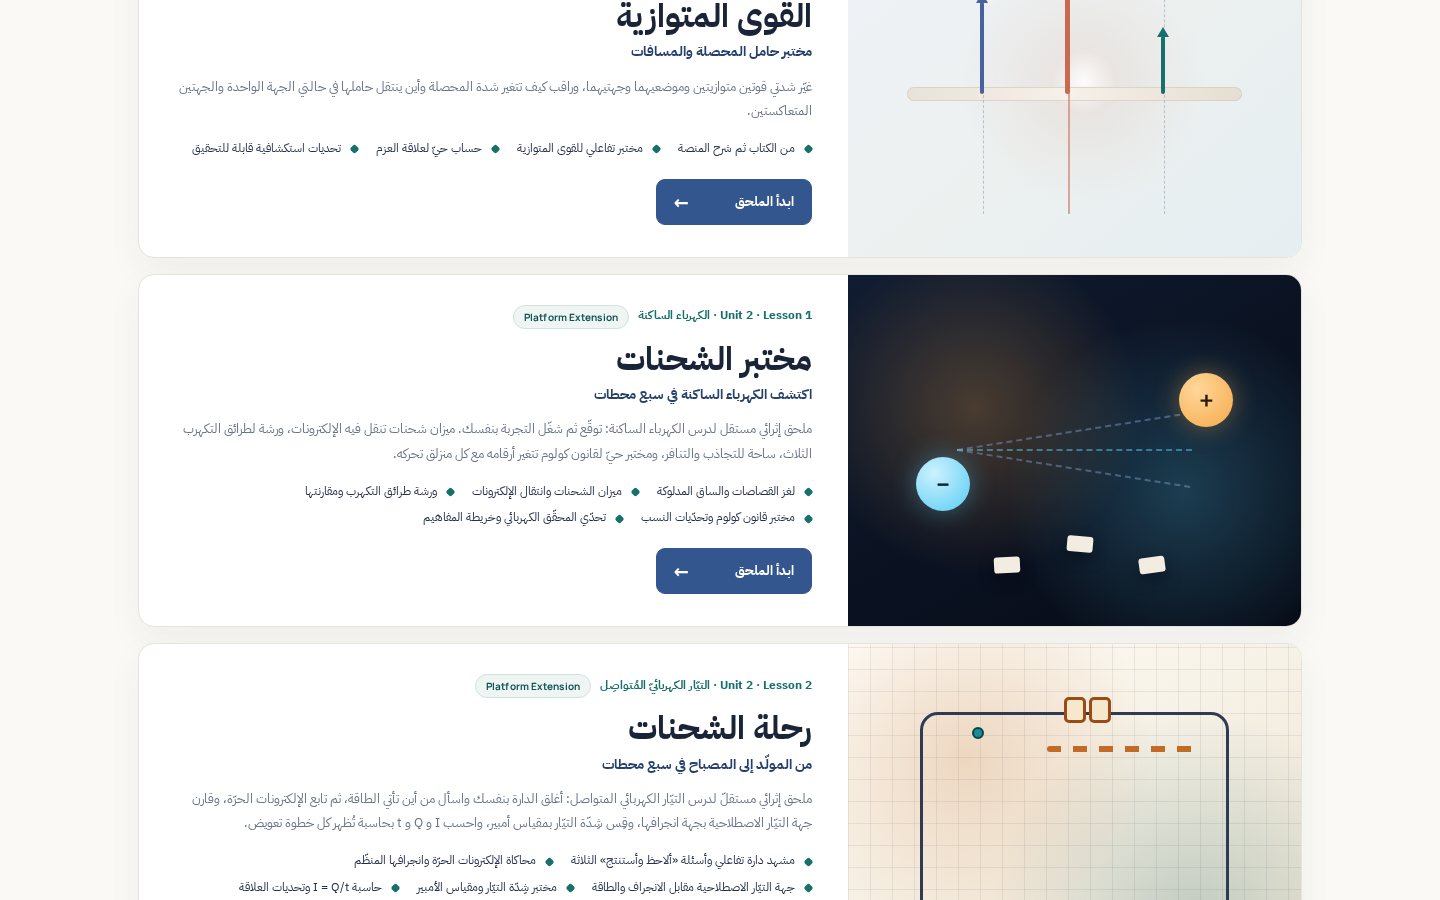 القوى المتوازية
مختبر حامل المحصلة والمسافات
غيّر شدتي قوتين متوازيتين وموضعيهما وجهتيهما، وراقب كيف تتغير شدة المحصلة وأين ينتقل حاملها في حالتي الجهة الواحدة والجهتين
المتعاكستين.
من الكتاب ثم شرح المنصة مختبر تفاعلي للقوى المتوازية حساب حيّ لعلاقة العزم تحديات استكشافية قابلة للتحقيق
ابدأ الملحق ←
Unit 2 · Lesson 1 · الكهرباء الساكنة Platform Extension
مختبر الشحنات
اكتشف الكهرباء الساكنة في سبع محطات
ملحق إثرائي مستقل لدرس الكهرباء الساكنة: توقّع ثم شغّل التجربة بنفسك. ميزان شحنات تنقل فيه الإلكترونات، ورشة لطرائق التكهرب
الثلاث، ساحة للتجاذب والتنافر، ومختبر حيّ لقانون كولوم تتغير أرقامه مع كل منزلق تحركه.
لغز القصاصات والساق المدلوكة ميزان الشحنات وانتقال الإلكترونات ورشة طرائق التكهرب ومقارنتها
مختبر قانون كولوم وتحدّيات النسب تحدّي المحقّق الكهربائي وخريطة المفاهيم
ابدأ الملحق ←
+
−
Unit 2 · Lesson 2 · التيّار الكهربائيّ المُتواصِل Platform Extension
رحلة الشحنات
من المولّد إلى المصباح في سبع محطات
ملحق إثرائي مستقلّ لدرس التيّار الكهربائي المتواصل: أغلق الدارة بنفسك واسأل من أين تأتي الطاقة، ثم تابع الإلكترونات الحرّة، وقارن
جهة التيّار الاصطلاحية بجهة انجرافها، وقِس شِدّة التيّار بمقياس أمبير، واحسب I و Q و t بحاسبة تُظهر كل خطوة تعويض.
مشهد دارة تفاعلي وأسئلة «ألاحظ وأستنتج» الثلاثة محاكاة الإلكترونات الحرّة وانجرافها المنظّم
جهة التيّار الاصطلاحية مقابل الانجراف والطاقة مختبر شِدّة التيّار ومقياس الأمبير حاسبة I = Q/t وتحديات العلاقة